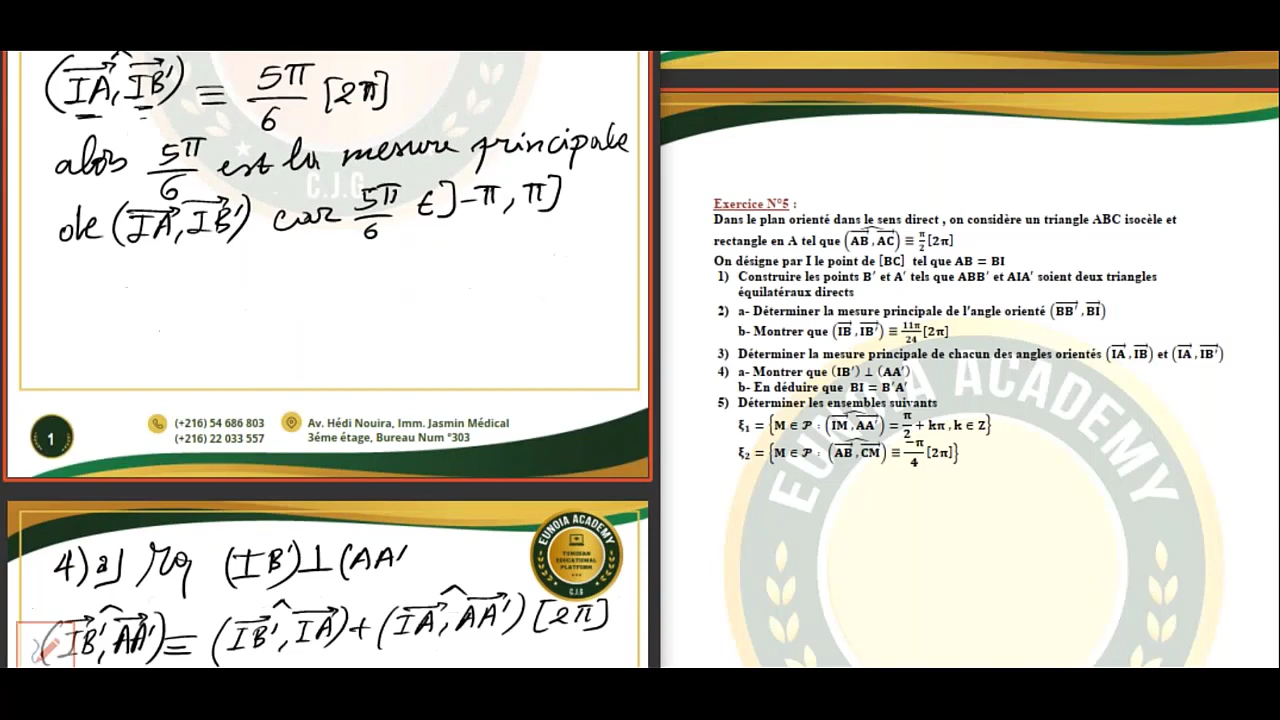 (IA, IB') ≡ 5π/6 [2π]
alors 5π/6 est la mesure principale
de (IA, IB') car 5π/6 ∈ ]-π, π]
C.J.G
1
(+216) 54 686 803
(+216) 22 033 557
Av. Hédi Nouira, Imm. Jasmin Médical
3éme étage, Bureau Num °303
EUNOIA ACADEMY
TUNISIAN
EDUCATIONAL
PLATFORM
C.J.G
4) a) Mq (IB') ⊥ (AA'
(IB', AA') ≡ (IB', IA) + (IA, AA') [2π]
Exercice N°5 :
Dans le plan orienté dans le sens direct , on considère un triangle ABC isocèle et
rectangle en A tel que (AB , AC) ≡ π/2 [2π]
On désigne par I le point de [BC] tel que AB = BI
1) Construire les points B′ et A′ tels que ABB′ et AIA′ soient deux triangles
équilatéraux directs
2) a- Déterminer la mesure principale de l'angle orienté (BB′ , BI)
b- Montrer que (IB , IB′) ≡ 11π/24 [2π]
3) Déterminer la mesure principale de chacun des angles orientés (IA , IB) et (IA , IB′)
4) a- Montrer que (IB′) ⊥ (AA′)
b- En déduire que BI = B′A′
5) Déterminer les ensembles suivants
ξ₁ = {M ∈ 𝒫 : (IM , AA′) = π/2 + kπ , k ∈ Z}
ξ₂ = {M ∈ 𝒫 : (AB , CM) ≡ −π/4 [2π]}
EUNOIA ACADEMY